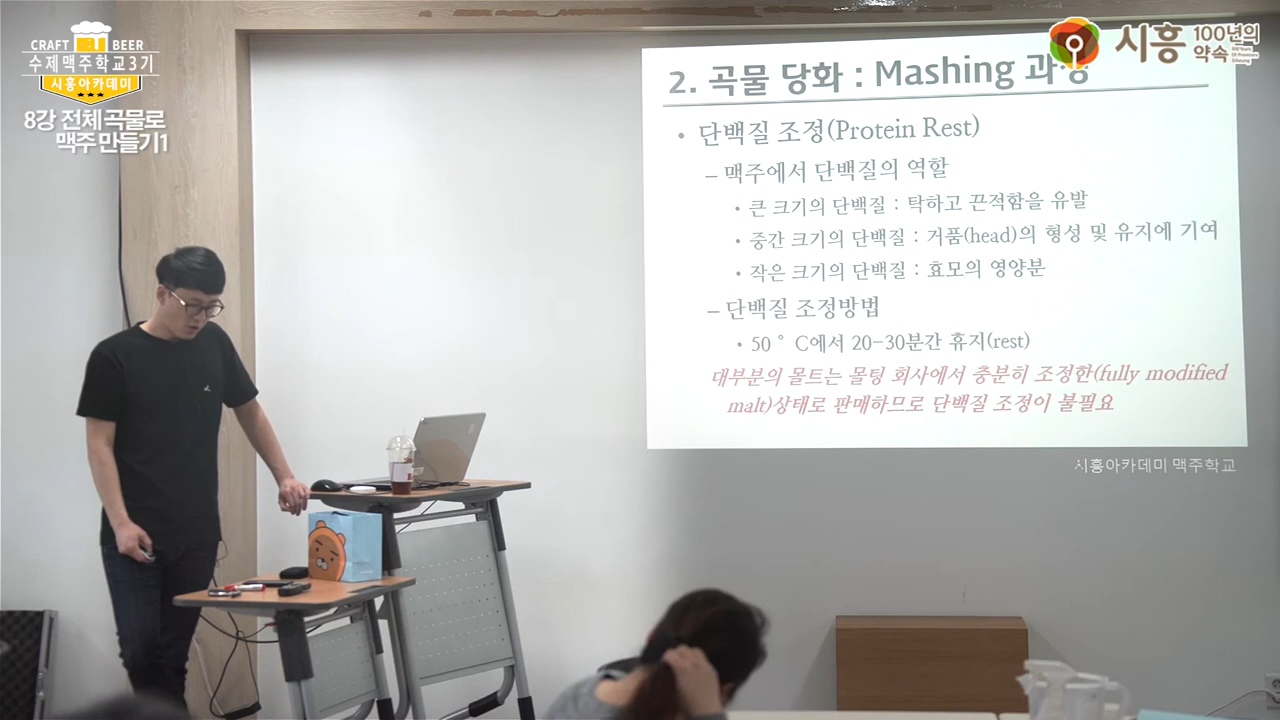 CRAFT BEER
수제맥주학교3기
시흥아카데미
8강 전체 곡물로
맥주 만들기1
시흥 100년의
약속
2. 곡물 당화 : Mashing 과정
• 단백질 조정(Protein Rest)
– 맥주에서 단백질의 역할
• 큰 크기의 단백질 : 탁하고 끈적함을 유발
• 중간 크기의 단백질 : 거품(head)의 형성 및 유지에 기여
• 작은 크기의 단백질 : 효모의 영양분
– 단백질 조정방법
• 50 ° C에서 20-30분간 휴지(rest)
대부분의 몰트는 몰팅 회사에서 충분히 조정한(fully modified
malt)상태로 판매하므로 단백질 조정이 불필요
시흥아카데미 맥주학교